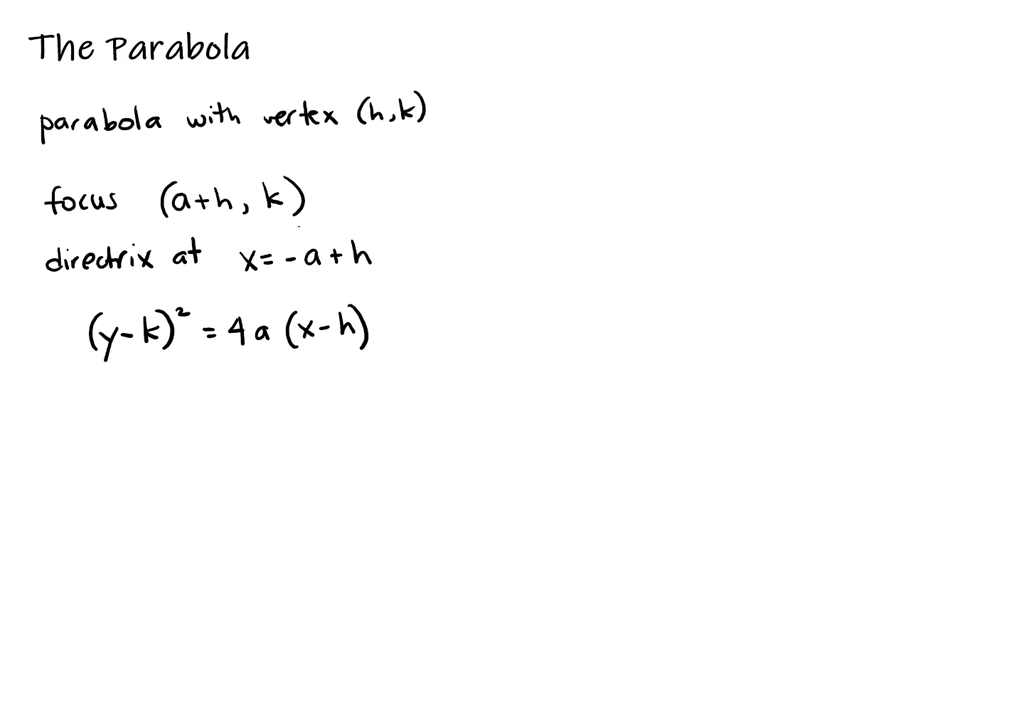 The Parabola
parabola with vertex (h,k)
focus (a+h, k)
directrix at x=-a+h
(y-k)² = 4a (x-h)